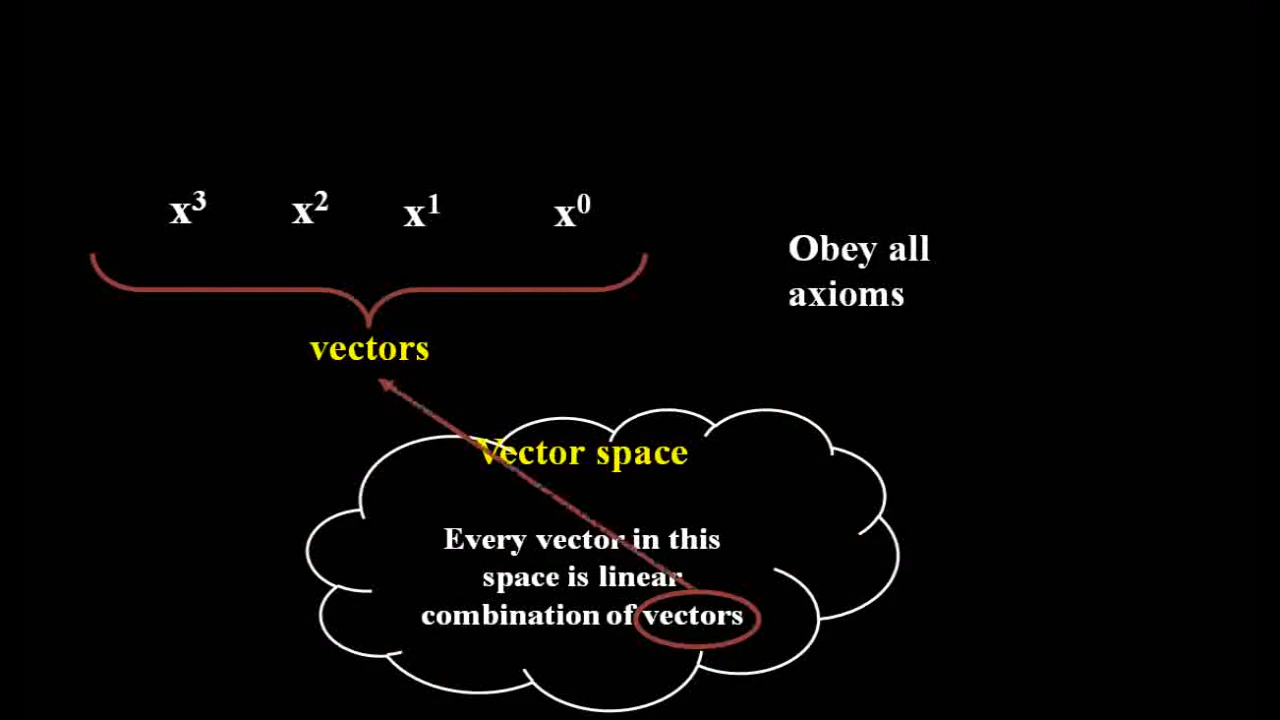 x³ x² x¹ x⁰
Obey all
axioms
vectors
Vector space
Every vector in this
space is linear
combination of vectors